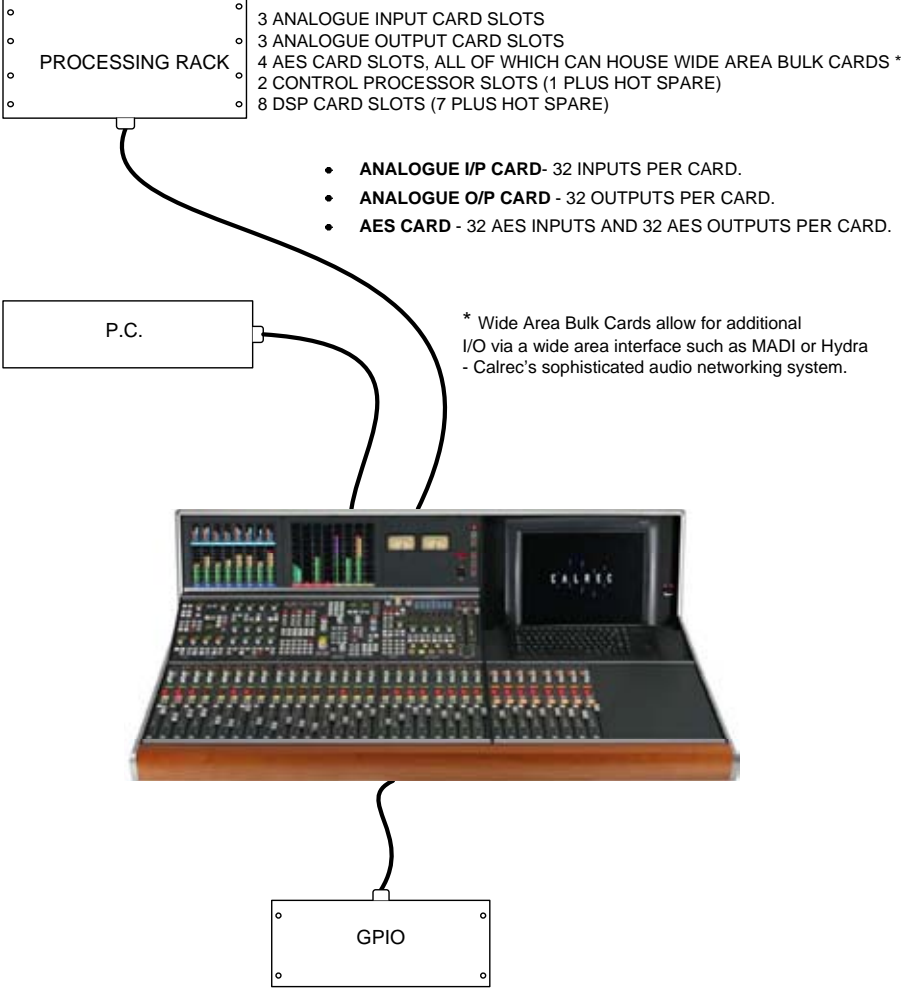 3 ANALOGUE INPUT CARD SLOTS
3 ANALOGUE OUTPUT CARD SLOTS
PROCESSING RACK
4 AES CARD SLOTS, ALL OF WHICH CAN HOUSE WIDE AREA BULK CARDS *
2 CONTROL PROCESSOR SLOTS (1 PLUS HOT SPARE)
8 DSP CARD SLOTS (7 PLUS HOT SPARE)
• ANALOGUE I/P CARD- 32 INPUTS PER CARD.
• ANALOGUE O/P CARD - 32 OUTPUTS PER CARD.
• AES CARD - 32 AES INPUTS AND 32 AES OUTPUTS PER CARD.
P.C.
* Wide Area Bulk Cards allow for additional
I/O via a wide area interface such as MADI or Hydra
- Calrec's sophisticated audio networking system.
CALREC
GPIO